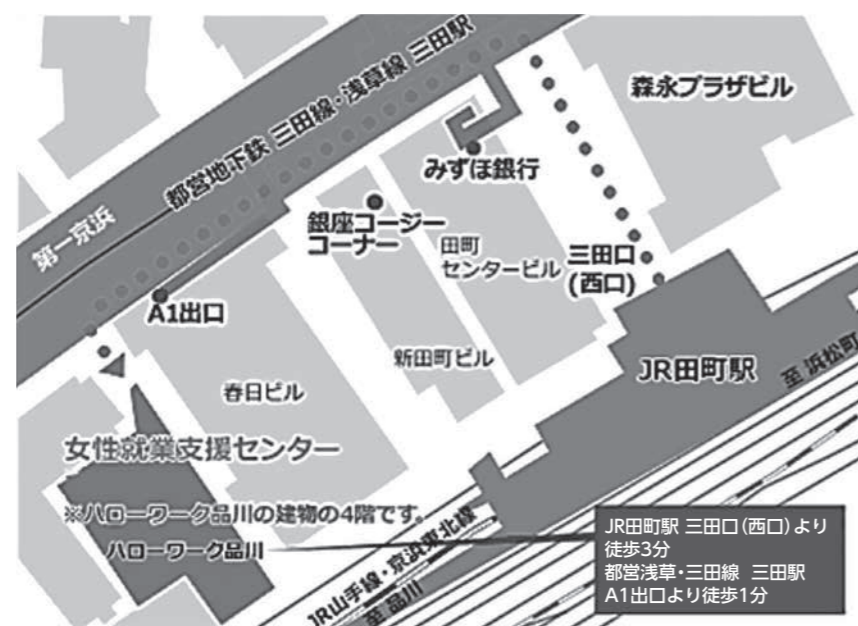 都営地下鉄 三田線・浅草線 三田駅
森永プラザビル
みずほ銀行
第一京浜
銀座コージー
コーナー
田町
センタービル
三田口
(西口)
A1出口
新田町ビル
JR田町駅
至 浜松町
春日ビル
女性就業支援センター
※ハローワーク品川の建物の4階です。
ハローワーク品川
JR山手線・京浜東北線
至 品川
JR田町駅 三田口(西口)より
徒歩3分
都営浅草・三田線 三田駅
A1出口より徒歩1分